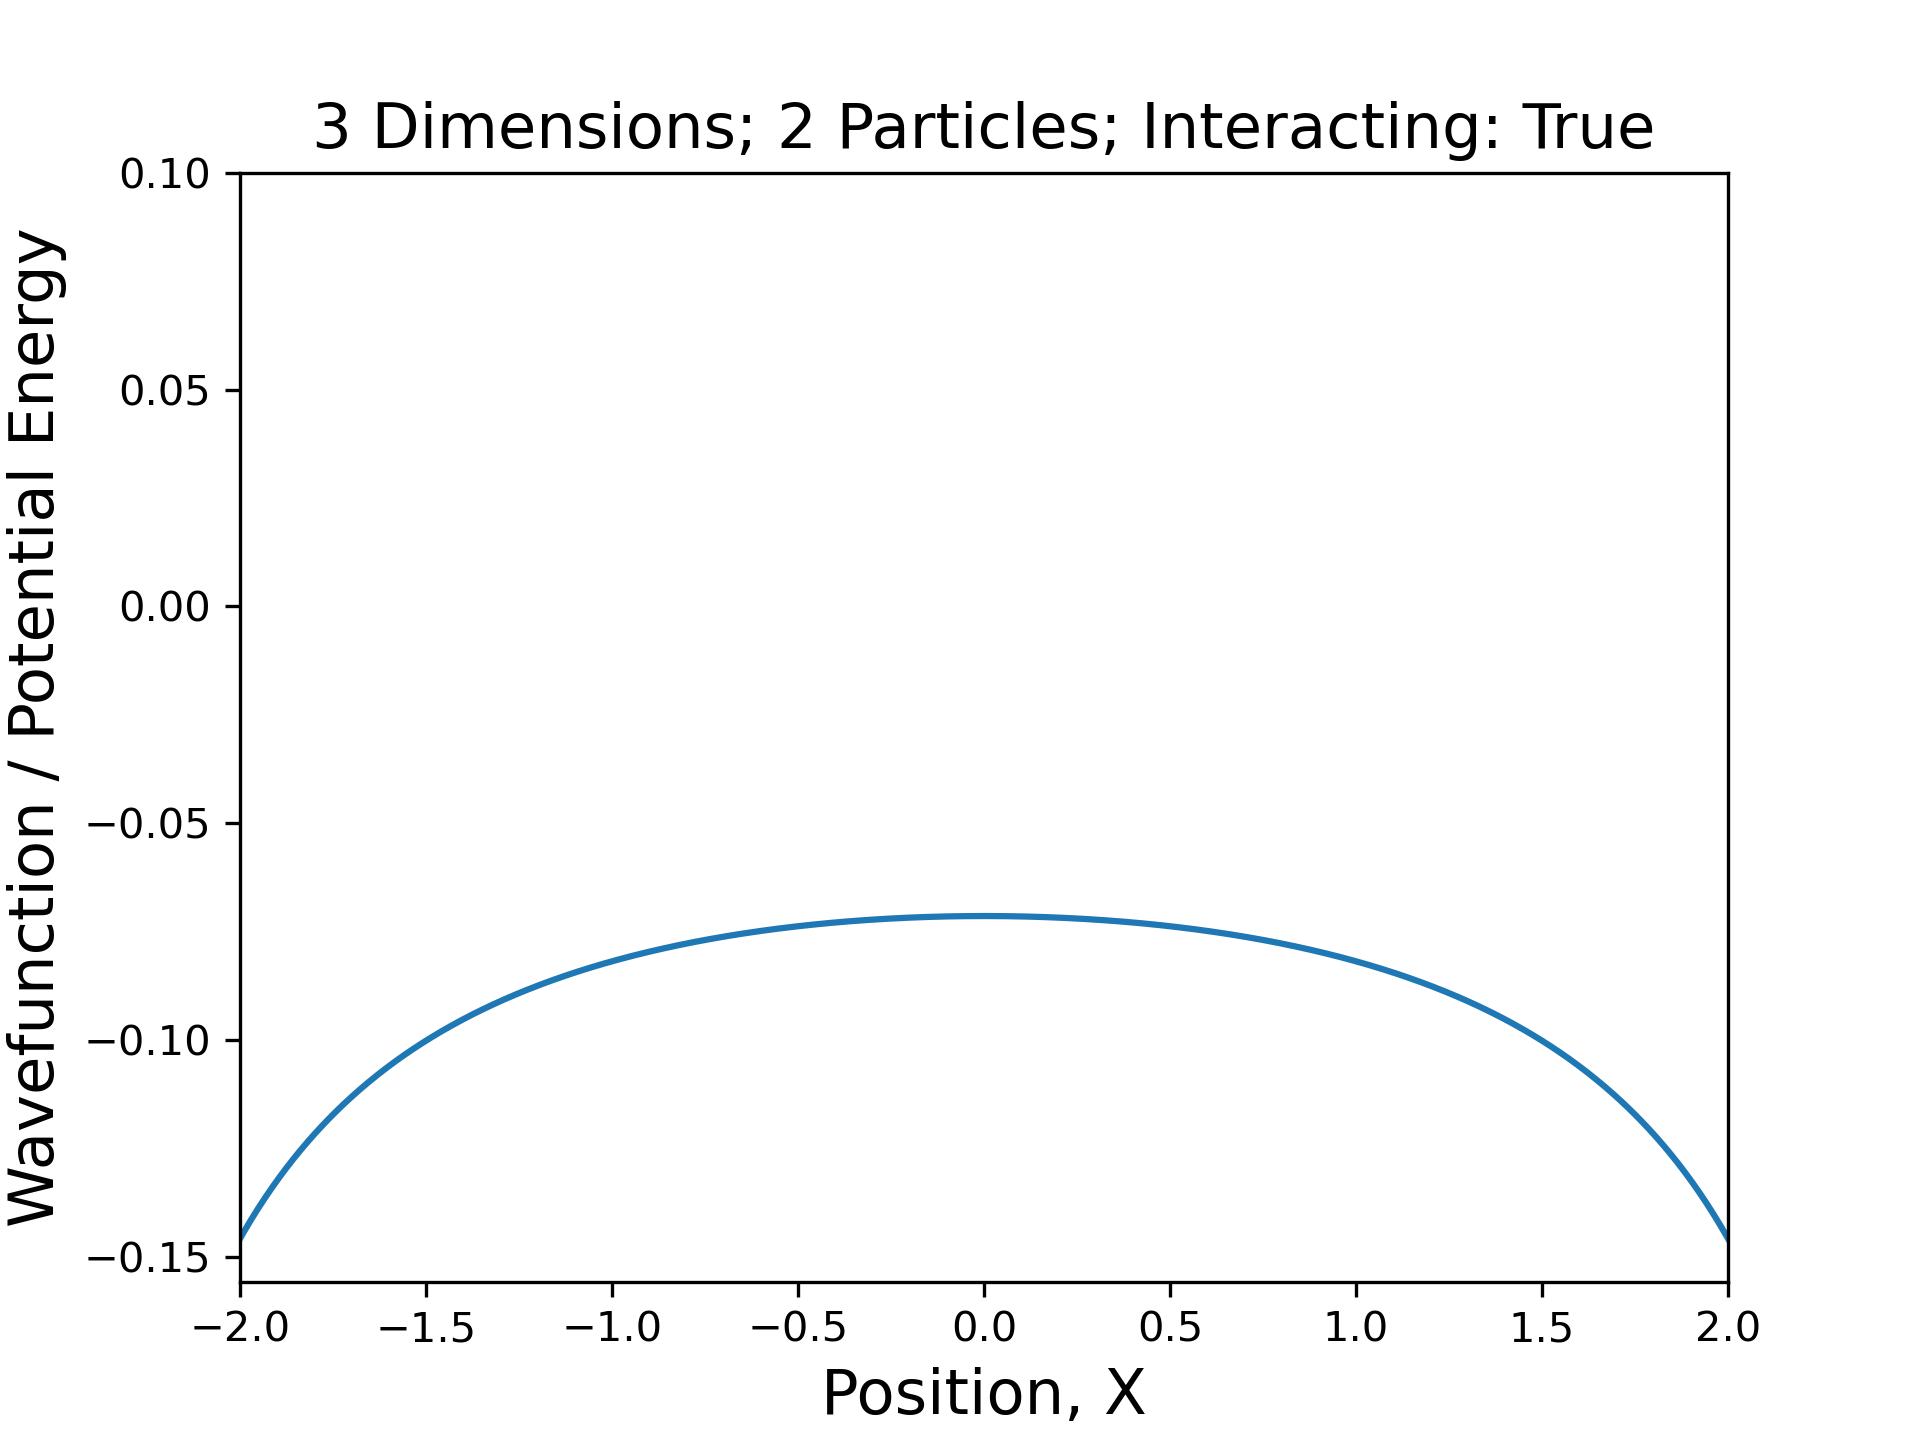 3 Dimensions; 2 Particles; Interacting: True
Wavefunction / Potential Energy
0.10
0.05
0.00
−0.05
−0.10
−0.15
−2.0 −1.5 −1.0 −0.5 0.0 0.5 1.0 1.5 2.0
Position, X